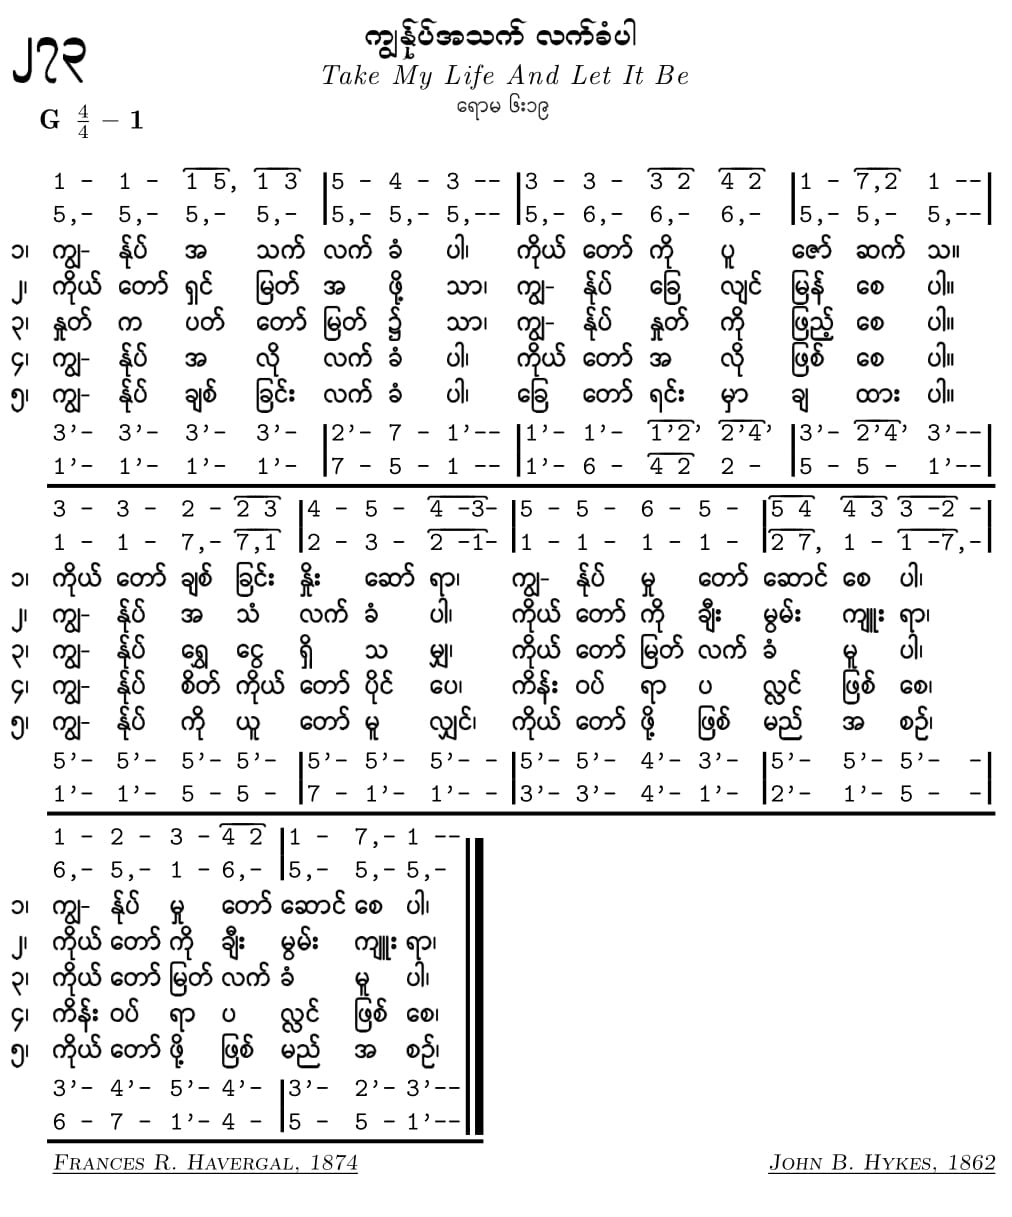 ၂၇၃
ကျွန်ုပ်အသက် လက်ခံပါ
Take My Life And Let It Be
ရောမ ၆း၁၉
G 4/4 – 1
1 – 1 – 1 5, 1 3 |5 – 4 – 3 –– |3 – 3 – 3 2 4 2 |1 – 7,2 1 ––|
5,– 5,– 5,– 5,– |5,– 5,– 5,–– |5,– 6,– 6,– 6,– |5,– 5,– 5,––|
၁၊ ကျွ- န်ုပ် အ သက် လက် ခံ ပါ၊ ကိုယ် တော် ကို ပူ ဇော် ဆက် သ။
၂၊ ကိုယ် တော် ရှင် မြတ် အ ဖို့ သာ၊ ကျွ- န်ုပ် ခြေ လျင် မြန် စေ ပါ။
၃၊ နှုတ် က ပတ် တော် မြတ် ၌ သာ၊ ကျွ- န်ုပ် နှုတ် ကို ဖြည့် စေ ပါ။
၄၊ ကျွ- န်ုပ် အ လို လက် ခံ ပါ၊ ကိုယ် တော် အ လို ဖြစ် စေ ပါ။
၅၊ ကျွ- န်ုပ် ချစ် ခြင်း လက် ခံ ပါ၊ ခြေ တော် ရင်း မှာ ချ ထား ပါ။
3’– 3’– 3’– 3’– |2’– 7 – 1’–– |1’– 1’– 1’2’ 2’4’ |3’– 2’4’ 3’––|
1’– 1’– 1’– 1’– |7 – 5 – 1 –– |1’– 6 – 4 2 2 – |5 – 5 – 1’––|
3 – 3 – 2 – 2 3 |4 – 5 – 4 –3– |5 – 5 – 6 – 5 – |5 4 4 3 3 –2 –|
1 – 1 – 7,– 7,1 |2 – 3 – 2 –1– |1 – 1 – 1 – 1 – |2 7, 1 – 1 –7,–|
၁၊ ကိုယ် တော် ချစ် ခြင်း နှိုး ဆော် ရာ၊ ကျွ- န်ုပ် မှု တော် ဆောင် စေ ပါ၊
၂၊ ကျွ- န်ုပ် အ သံ လက် ခံ ပါ၊ ကိုယ် တော် ကို ချီး မွမ်း ကျူး ရာ၊
၃၊ ကျွ- န်ုပ် ရွှေ ငွေ ရှိ သ မျှ၊ ကိုယ် တော် မြတ် လက် ခံ မူ ပါ၊
၄၊ ကျွ- န်ုပ် စိတ် ကိုယ် တော် ပိုင် ပေ၊ ကိန်း ဝပ် ရာ ပ လ္လင် ဖြစ် စေ၊
၅၊ ကျွ- န်ုပ် ကို ယူ တော် မူ လျှင်၊ ကိုယ် တော် ဖို့ ဖြစ် မည် အ စဉ်၊
5’– 5’– 5’– 5’– |5’– 5’– 5’– – |5’– 5’– 4’– 3’– |5’– 5’– 5’– –|
1’– 1’– 5 – 5 – |7 – 1’– 1’– – |3’– 3’– 4’– 1’– |2’– 1’– 5 – –|
1 – 2 – 3 – 4 2 |1 – 7,– 1 ––
6,– 5,– 1 – 6,– |5,– 5,– 5,–
၁၊ ကျွ- န်ုပ် မှု တော် ဆောင် စေ ပါ၊
၂၊ ကိုယ် တော် ကို ချီး မွမ်း ကျူး ရာ၊
၃၊ ကိုယ် တော် မြတ် လက် ခံ မူ ပါ၊
၄၊ ကိန်း ဝပ် ရာ ပ လ္လင် ဖြစ် စေ၊
၅၊ ကိုယ် တော် ဖို့ ဖြစ် မည် အ စဉ်၊
3’– 4’– 5’– 4’– |3’– 2’– 3’––
6 – 7 – 1’– 4 – |5 – 5 – 1’––
FRANCES R. HAVERGAL, 1874
JOHN B. HYKES, 1862